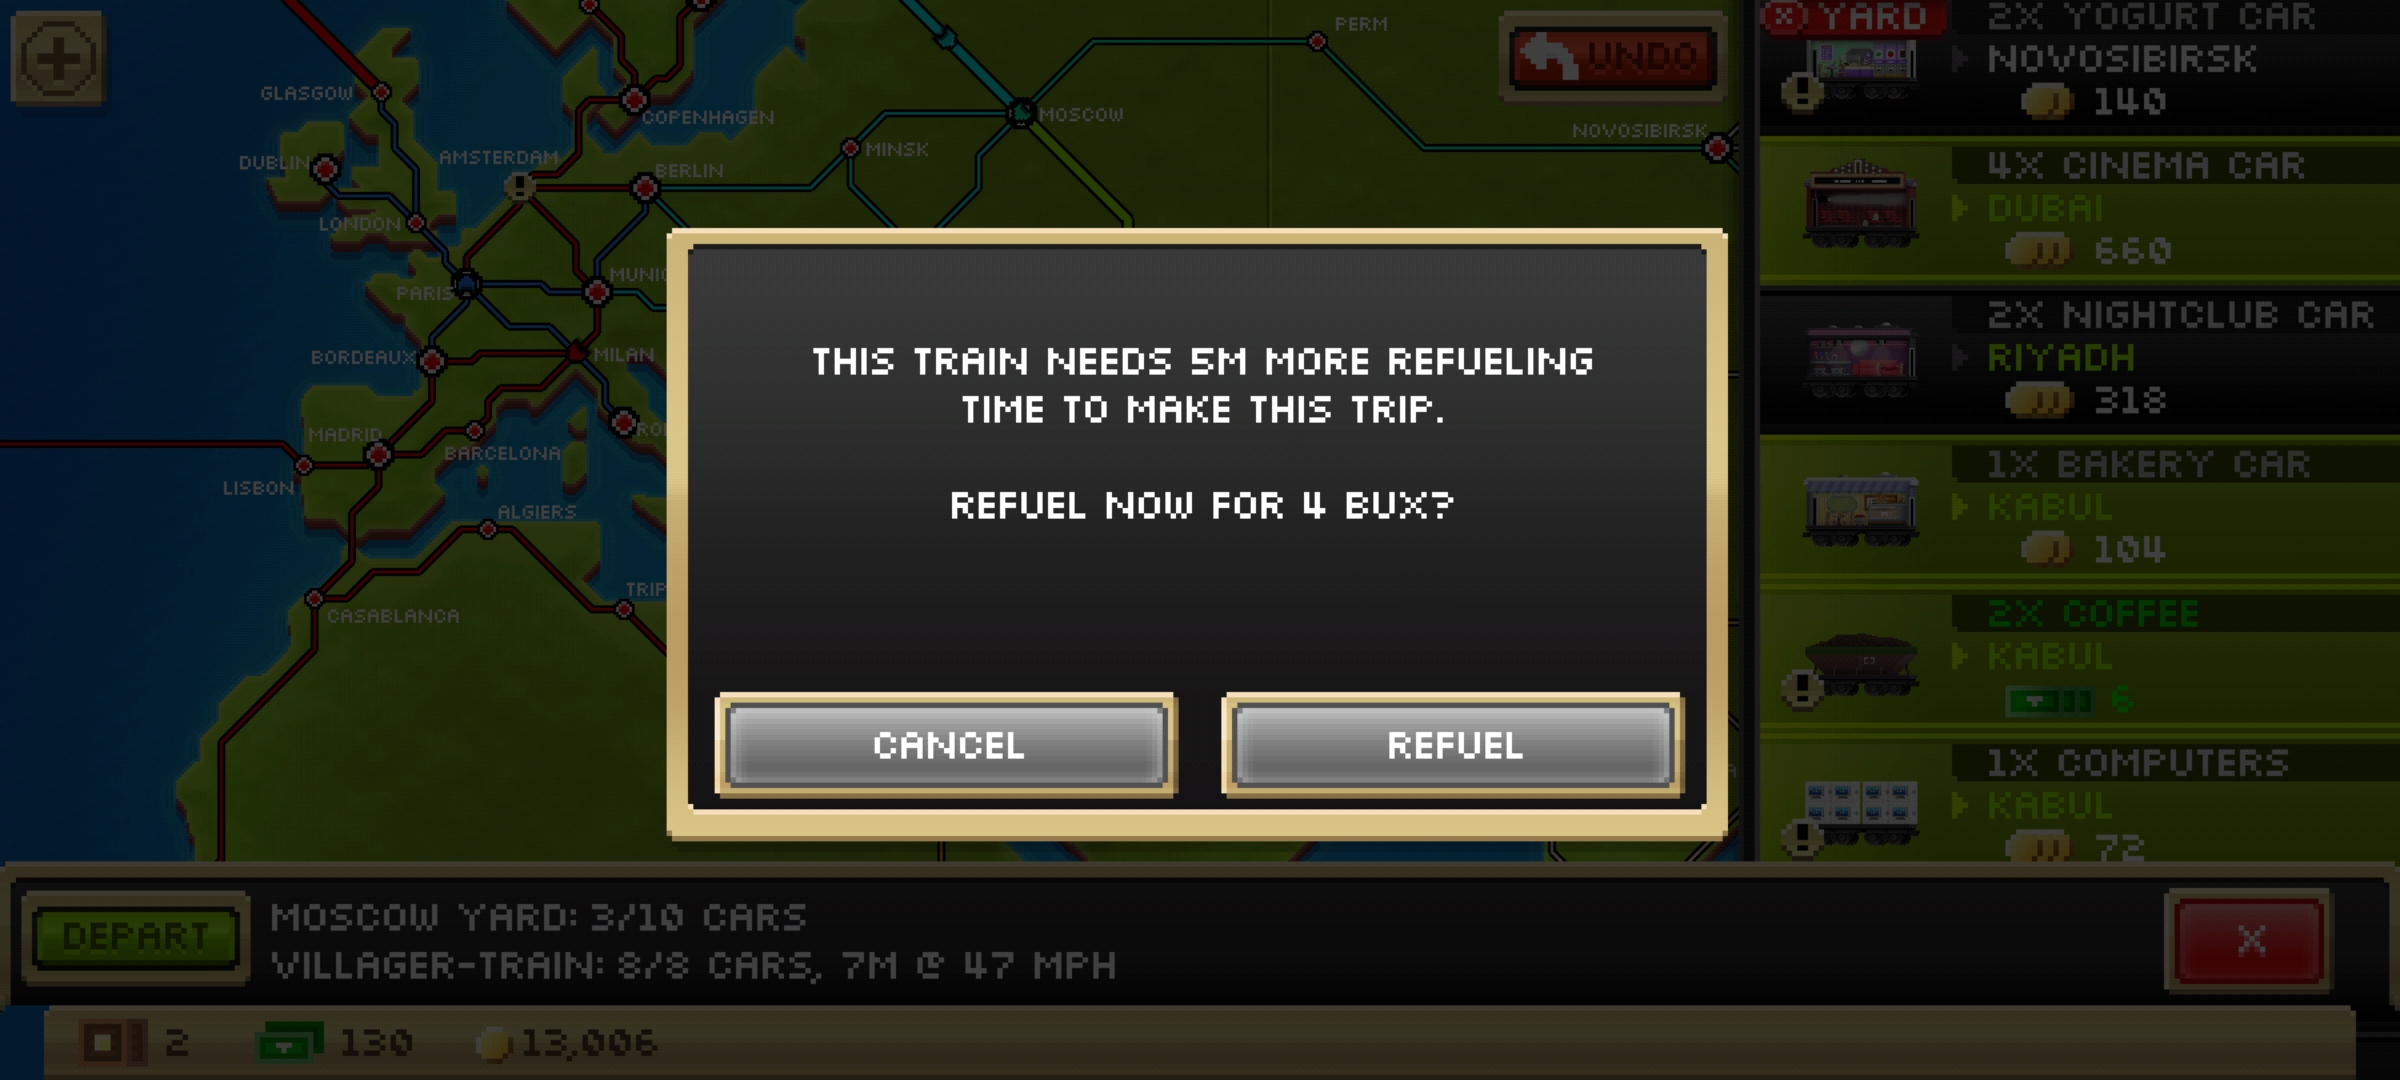 PERM
UNDO
GLASGOW
COPENHAGEN
MOSCOW
NOVOSIBIRSK
DUBLIN
AMSTERDAM
BERLIN
MINSK
LONDON
PARIS
BORDEAUX
MILAN
MADRID
BARCELONA
LISBON
ALGIERS
CASABLANCA
THIS TRAIN NEEDS 5M MORE REFUELING
TIME TO MAKE THIS TRIP.
REFUEL NOW FOR 4 BUX?
CANCEL
REFUEL
YARD
2X YOGURT CAR
NOVOSIBIRSK
140
4X CINEMA CAR
DUBAI
660
2X NIGHTCLUB CAR
RIYADH
318
1X BAKERY CAR
KABUL
104
2X COFFEE
KABUL
6
1X COMPUTERS
KABUL
72
DEPART
MOSCOW YARD: 3/10 CARS
VILLAGER-TRAIN: 8/8 CARS, 7M @ 47 MPH
X
2
130
13,006